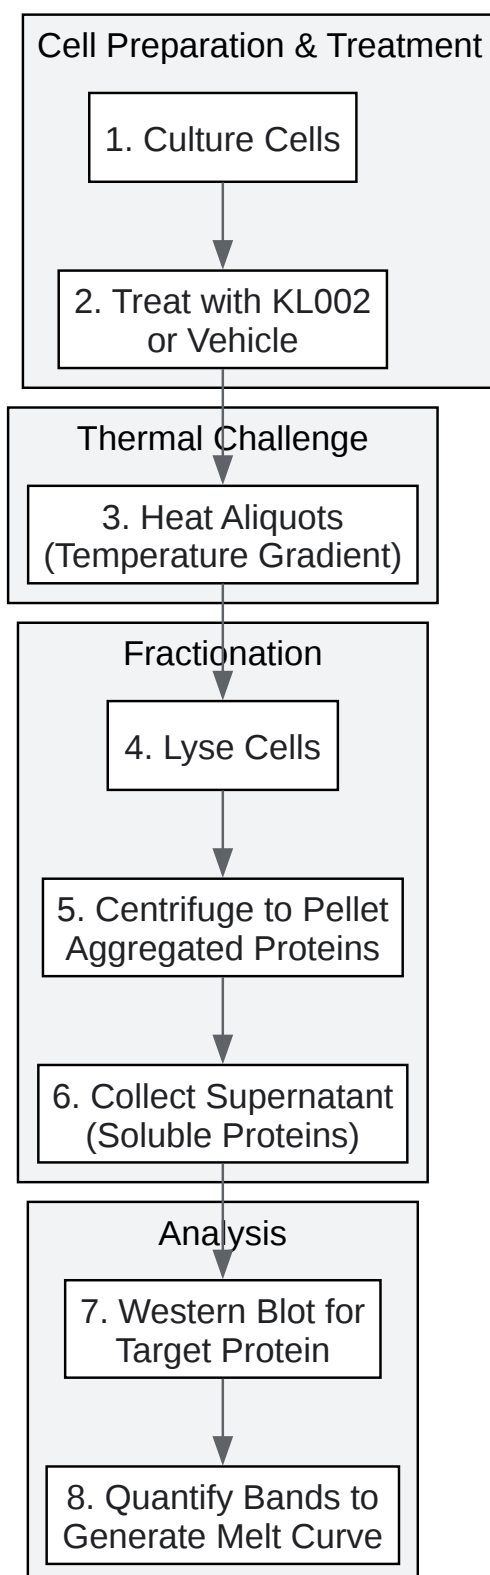 Cell Preparation & Treatment
1. Culture Cells
2. Treat with KL002
or Vehicle
Thermal Challenge
3. Heat Aliquots
(Temperature Gradient)
Fractionation
4. Lyse Cells
5. Centrifuge to Pellet
Aggregated Proteins
6. Collect Supernatant
(Soluble Proteins)
Analysis
7. Western Blot for
Target Protein
8. Quantify Bands to
Generate Melt Curve